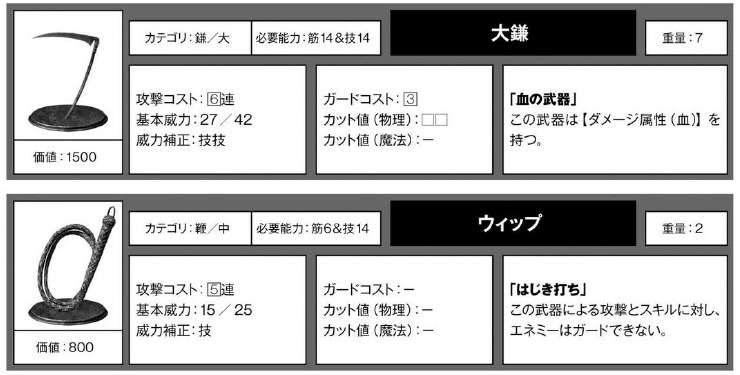 カテゴリ：鎌／大
必要能力：筋14＆技14
大鎌
重量：7
価値：1500
攻撃コスト：6連
基本威力：27／42
威力補正：技技
ガードコスト：3
カット値（物理）：□□
カット値（魔法）：ー
「血の武器」
この武器は【ダメージ属性（血）】を
持つ。
カテゴリ：鞭／中
必要能力：筋6＆技14
ウィップ
重量：2
価値：800
攻撃コスト：5連
基本威力：15／25
威力補正：技
ガードコスト：ー
カット値（物理）：ー
カット値（魔法）：ー
「はじき打ち」
この武器による攻撃とスキルに対し、
エネミーはガードできない。